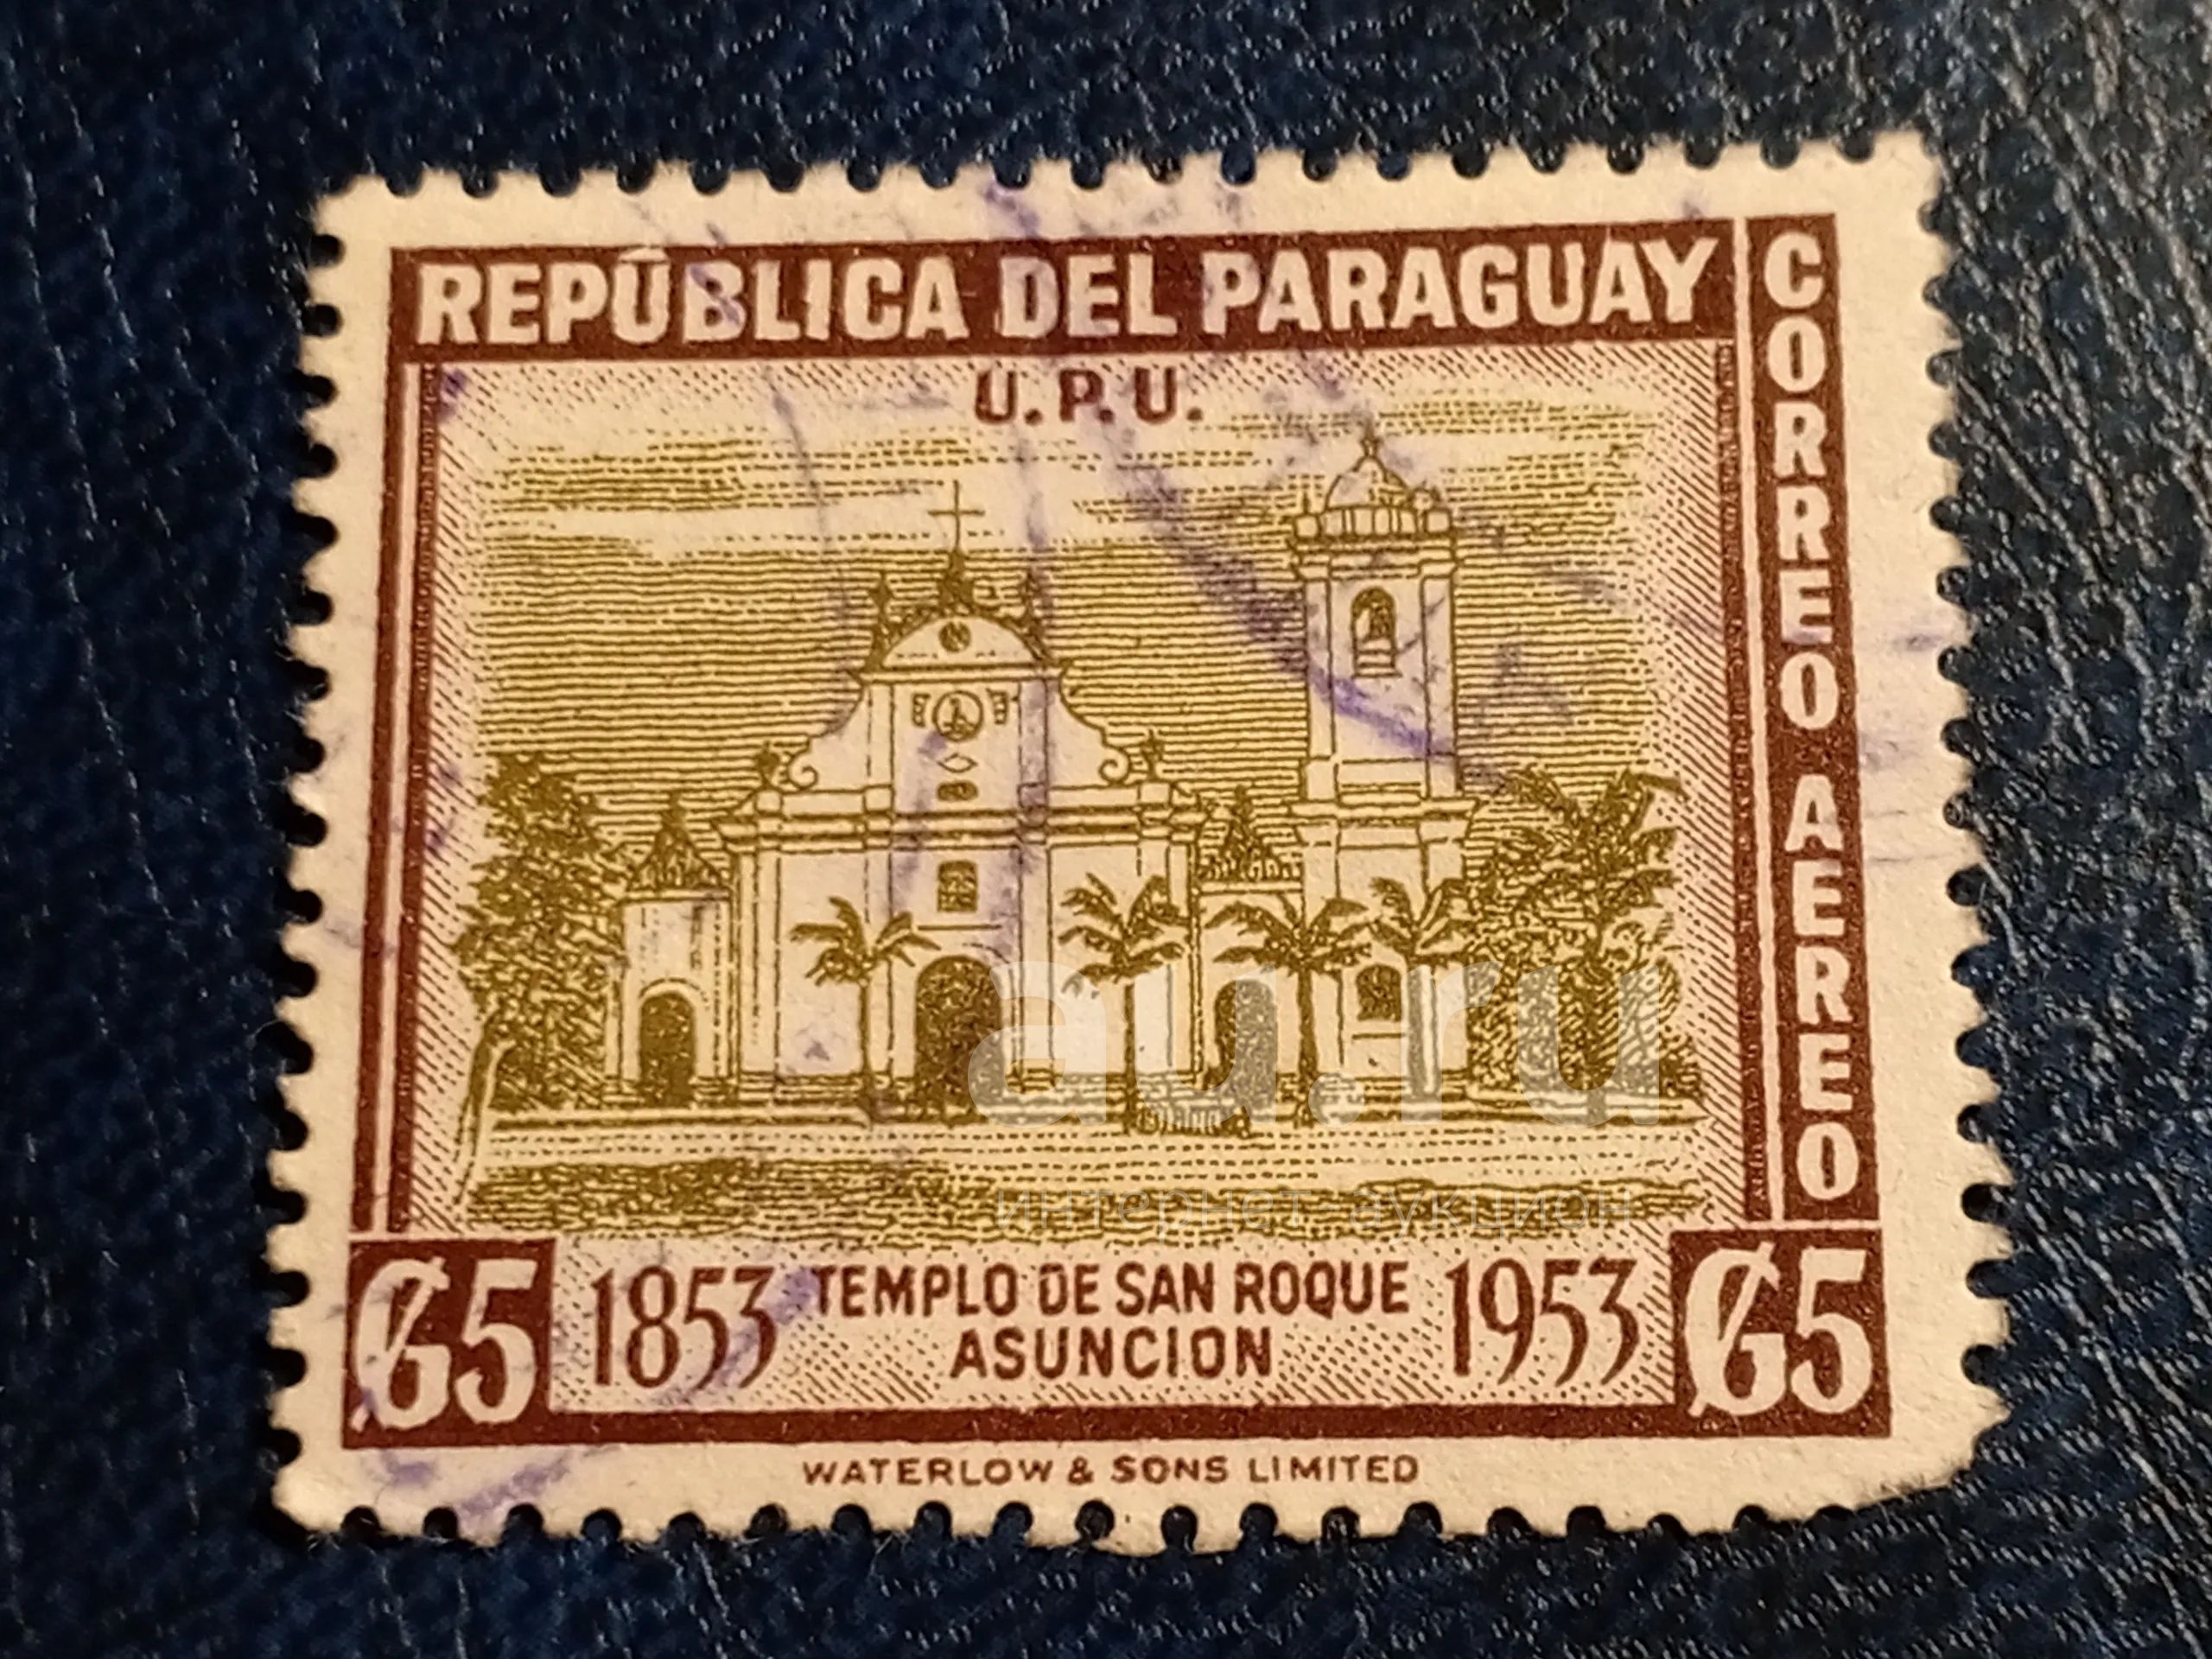 REPÚBLICA DEL PARAGUAY
CORREO AEREO
U.P.U.
au.ru
интернет-аукцион
₲5 1853 TEMPLO DE SAN ROQUE 1953 ₲5
ASUNCION
WATERLOW & SONS LIMITED